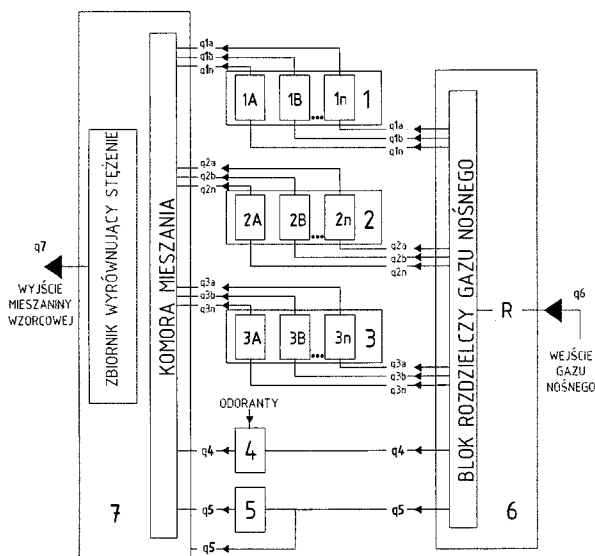 q1a
q1b
q1n
1A
1B
...
1n
1
q1a
q1b
q1n
q2a
q2b
q2n
2A
2B
...
2n
2
q2a
q2b
q2n
q3a
q3b
q3n
3A
3B
...
3n
3
q3a
q3b
q3n
ODORANTY
q4
4
q4
q5
5
q5
q5
q7
WYJŚCIE
MIESZANINY
WZORCOWEJ
ZBIORNIK WYRÓWNUJĄCY STĘŻENIE
KOMORA MIESZANIA
7
BLOK ROZDZIELCZY GAZU NOŚNEGO
R
6
q6
WEJŚCIE
GAZU
NOŚNEGO